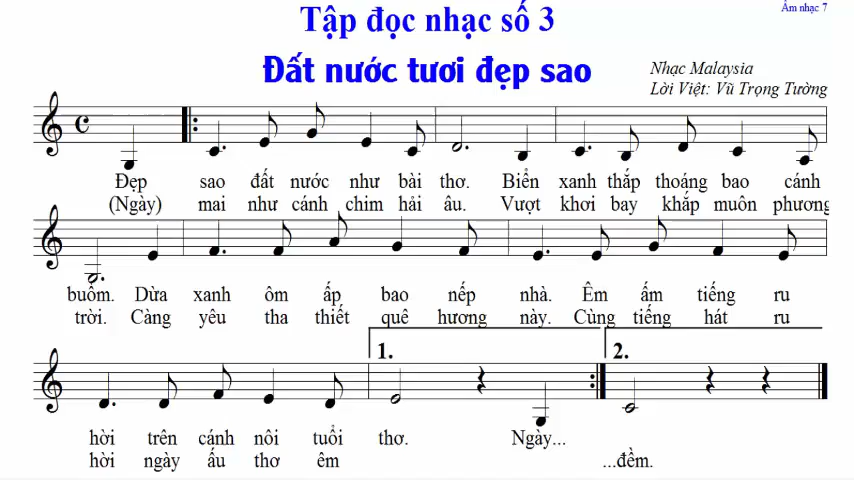 Âm nhạc 7
Tập đọc nhạc số 3
Đất nước tươi đẹp sao
Nhạc Malaysia
Lời Việt: Vũ Trọng Tường
Đẹp sao đất nước như bài thơ. Biển xanh thấp thoáng bao cánh
(Ngày) mai như cánh chim hải âu. Vượt khơi bay khắp muôn phương
buồm. Dừa xanh ôm ấp bao nếp nhà. Êm ấm tiếng ru
trời. Càng yêu tha thiết quê hương này. Cùng tiếng hát ru
1. 2.
hời trên cánh nôi tuổi thơ. Ngày...
hời ngày ấu thơ êm ...đềm.